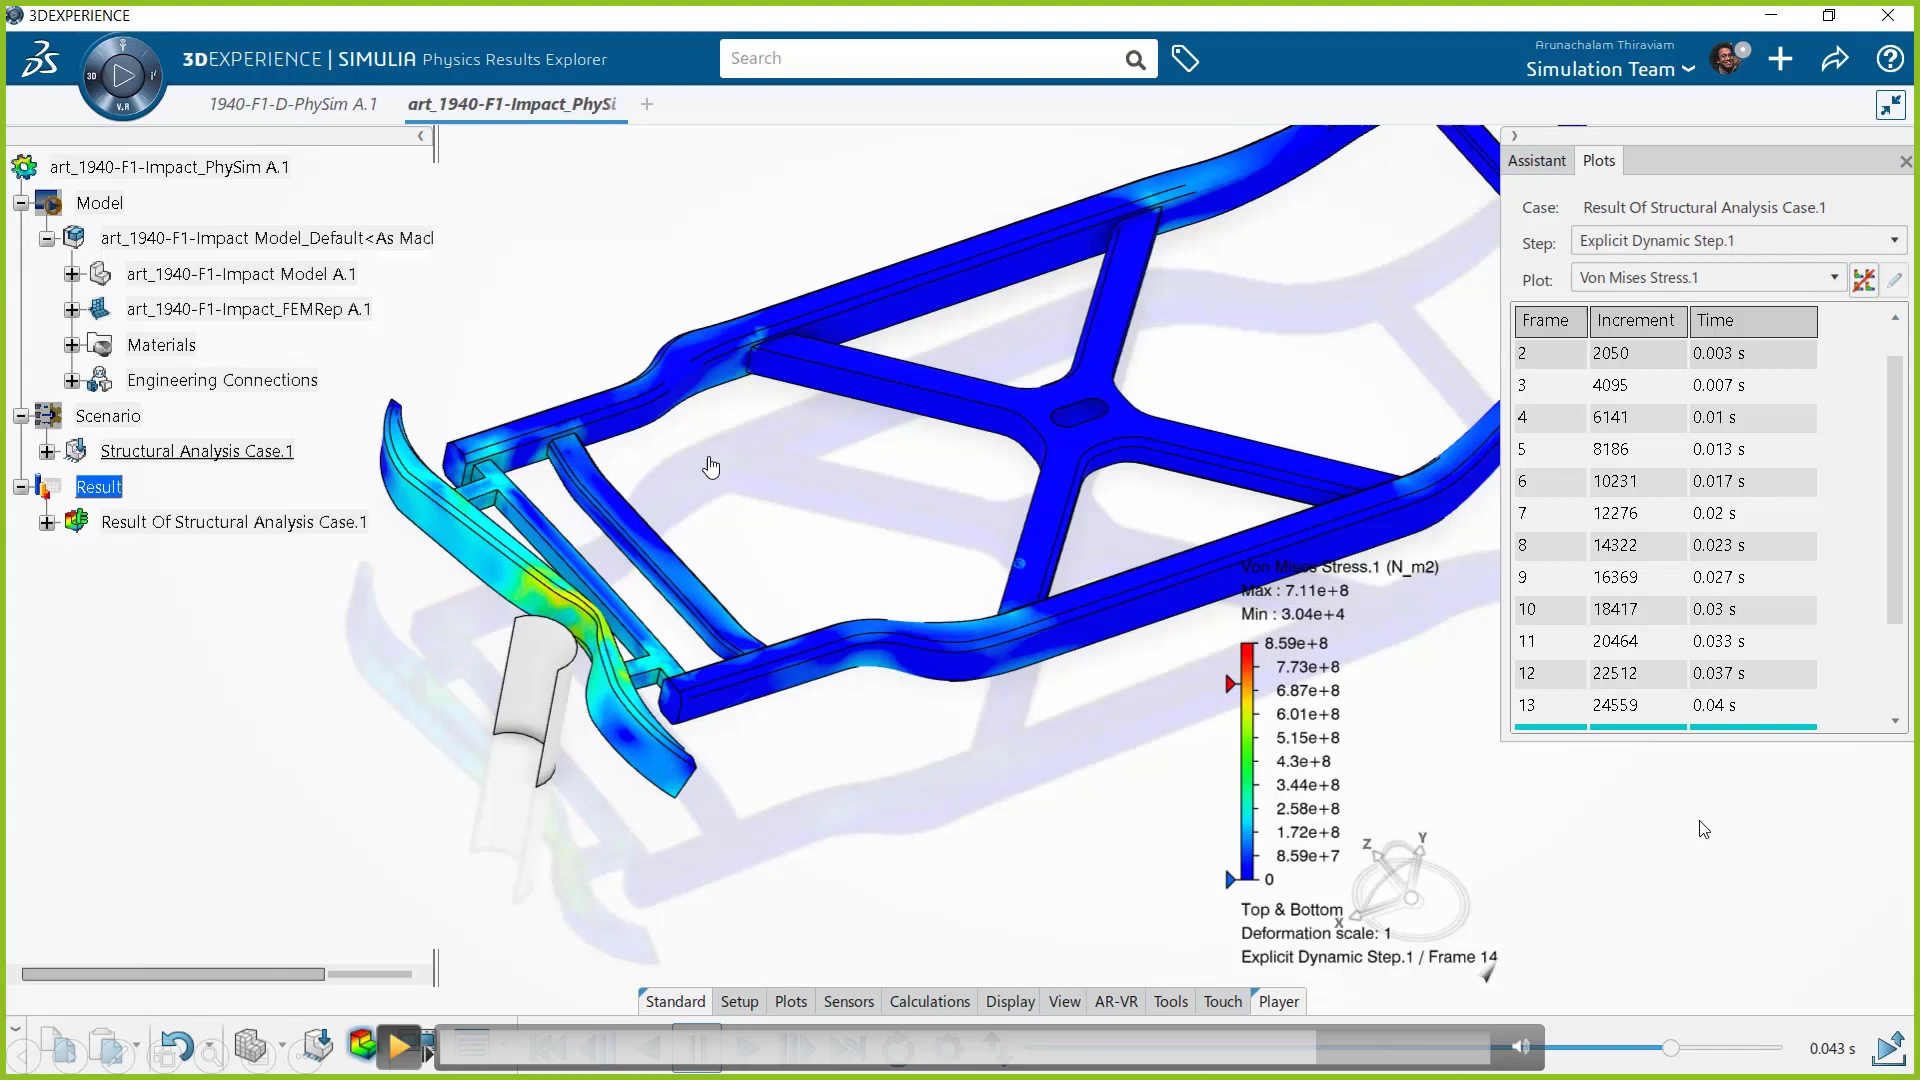 3DEXPERIENCE
3DEXPERIENCE | SIMULIA Physics Results Explorer
3D
V.R
Search
Arunachalam Thiraviam
Simulation Team
1940-F1-D-PhySim A.1
art_1940-F1-Impact_PhySi
art_1940-F1-Impact_PhySim A.1
Model
art_1940-F1-Impact Model_Default<As Macl
art_1940-F1-Impact Model A.1
art_1940-F1-Impact_FEMRep A.1
Materials
Engineering Connections
Scenario
Structural Analysis Case.1
Result
Result Of Structural Analysis Case.1
Assistant
Plots
Case: Result Of Structural Analysis Case.1
Step: Explicit Dynamic Step.1
Plot: Von Mises Stress.1
Frame Increment Time
2 2050 0.003 s
3 4095 0.007 s
4 6141 0.01 s
5 8186 0.013 s
6 10231 0.017 s
7 12276 0.02 s
8 14322 0.023 s
9 16369 0.027 s
10 18417 0.03 s
11 20464 0.033 s
12 22512 0.037 s
13 24559 0.04 s
Von Mises Stress.1 (N_m2)
Max : 7.11e+8
Min : 3.04e+4
8.59e+8
7.73e+8
6.87e+8
6.01e+8
5.15e+8
4.3e+8
3.44e+8
2.58e+8
1.72e+8
8.59e+7
0
Z
Y
X
Top & Bottom
Deformation scale: 1
Explicit Dynamic Step.1 / Frame 14
Standard
Setup
Plots
Sensors
Calculations
Display
View
AR-VR
Tools
Touch
Player
0.043 s